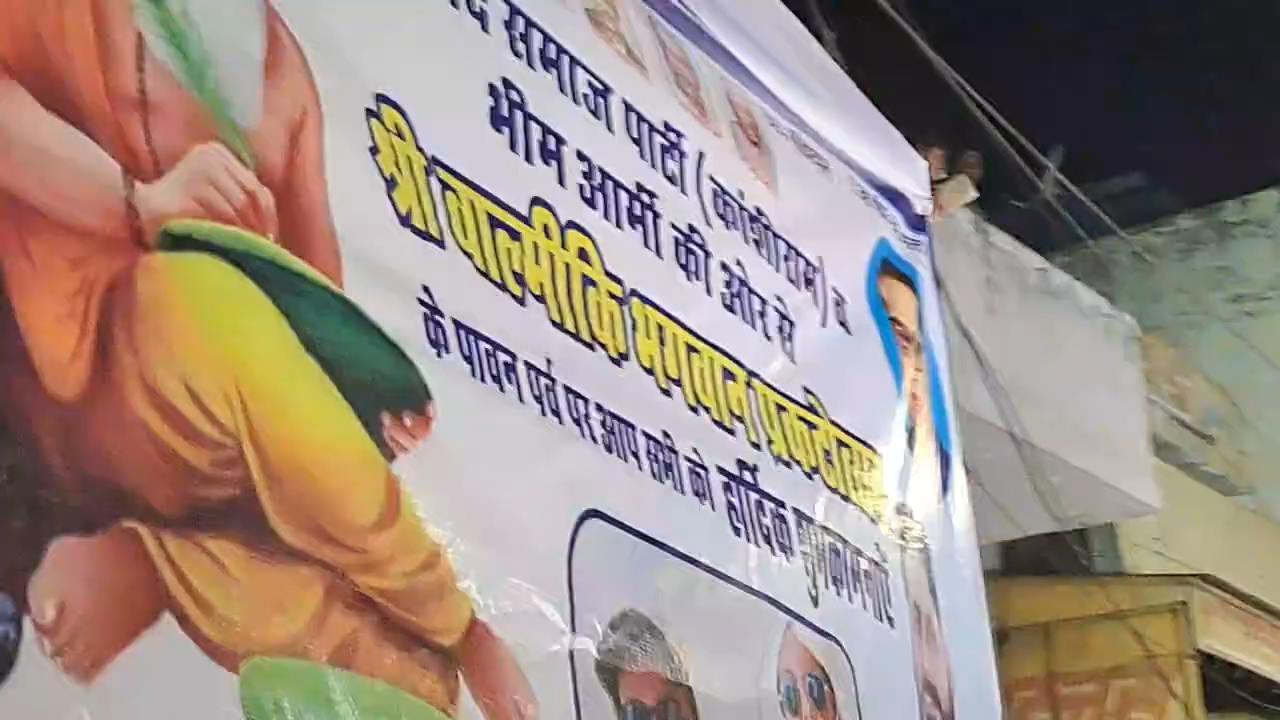 समाज पार्टी (कांशीराम) व
भीम आर्मी की ओर से
श्री वाल्मीकि भगवान प्रकटोत्सव
के पावन पर्व पर आप सभी को हार्दिक शुभकामनाएं